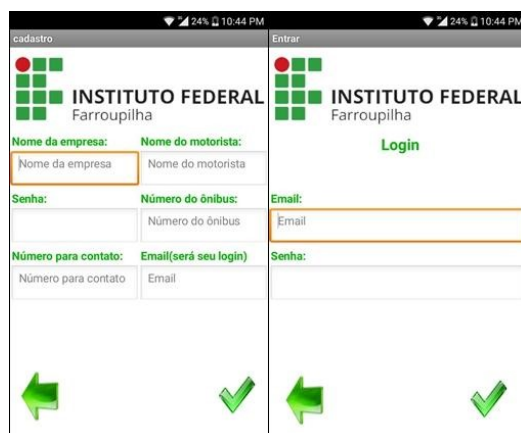 24% 10:44 PM
cadastro
INSTITUTO FEDERAL
Farroupilha
Nome da empresa: Nome do motorista:
Nome da empresa Nome do motorista
Senha: Número do ônibus:
Número do ônibus
Número para contato: Email(será seu login)
Número para contato Email
24% 10:44 PM
Entrar
INSTITUTO FEDERAL
Farroupilha
Login
Email:
Email
Senha: